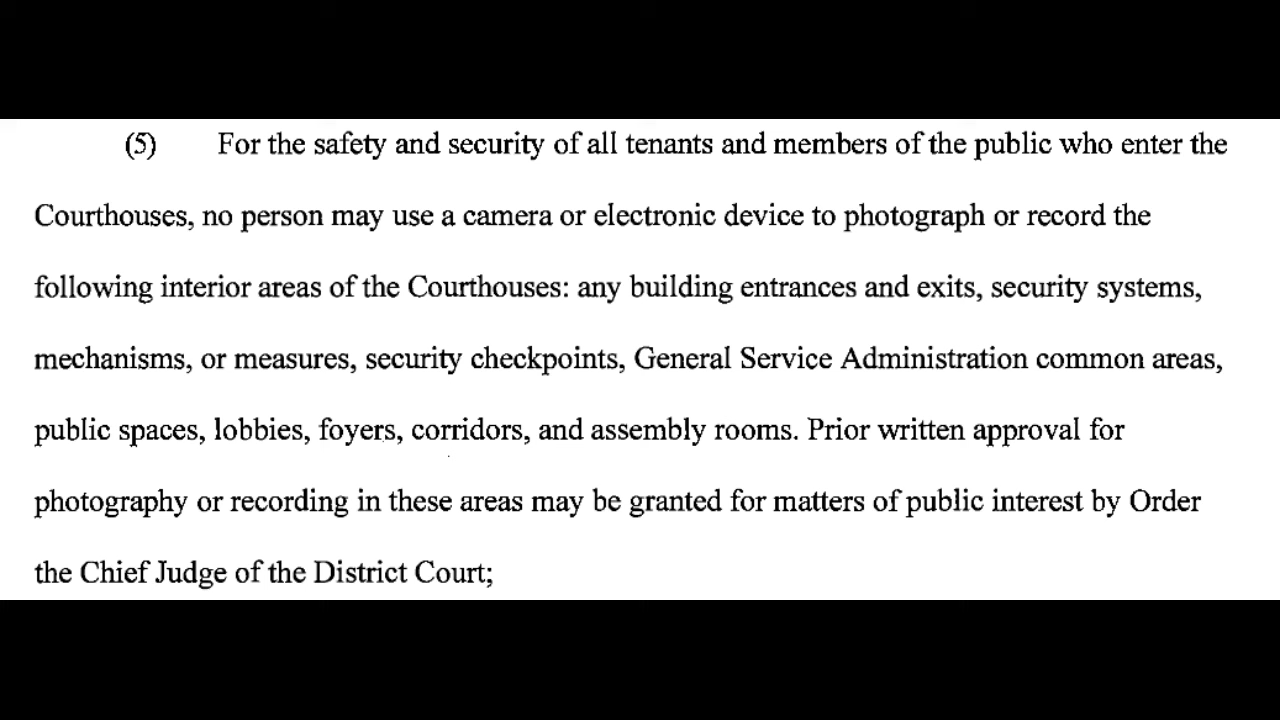 (5) For the safety and security of all tenants and members of the public who enter the
Courthouses, no person may use a camera or electronic device to photograph or record the
following interior areas of the Courthouses: any building entrances and exits, security systems,
mechanisms, or measures, security checkpoints, General Service Administration common areas,
public spaces, lobbies, foyers, corridors, and assembly rooms. Prior written approval for
photography or recording in these areas may be granted for matters of public interest by Order
the Chief Judge of the District Court;